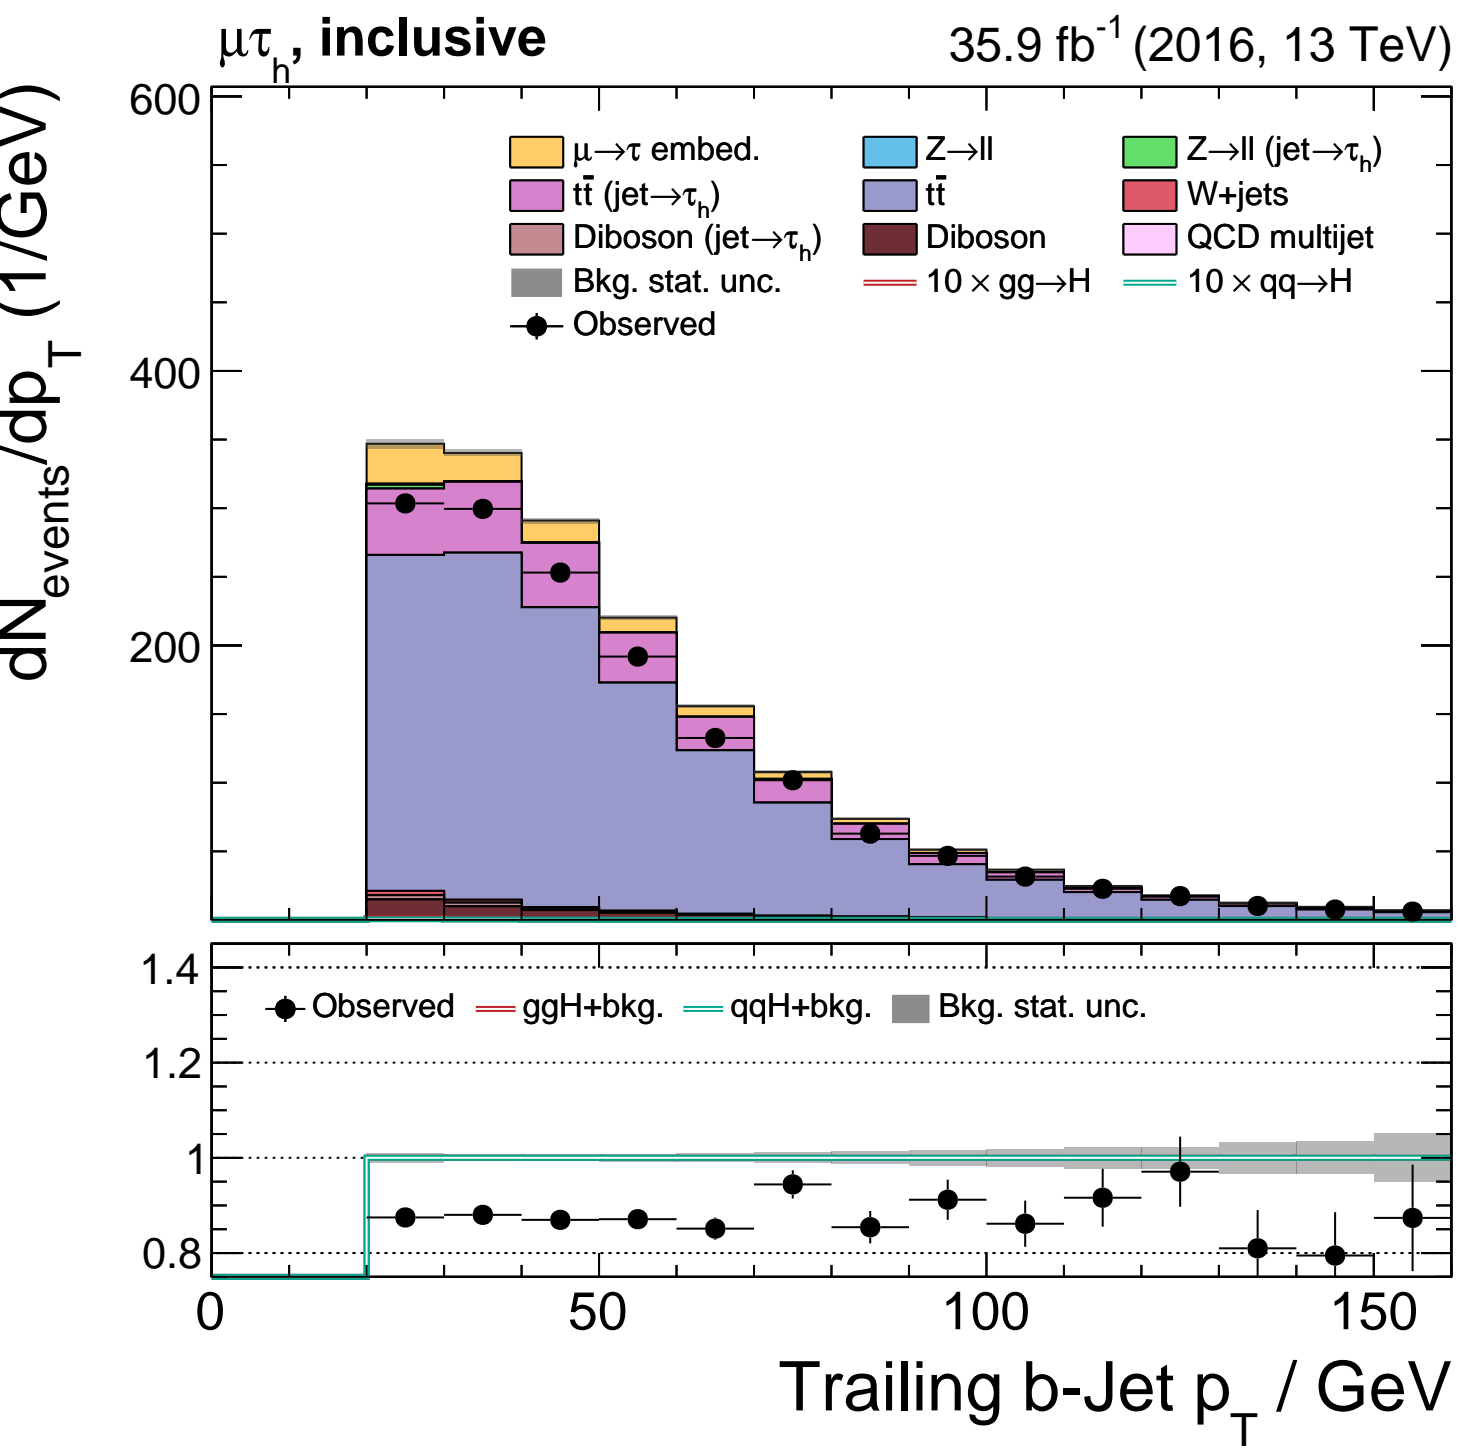 μτh, inclusive
35.9 fb-1 (2016, 13 TeV)
dNevents/dpT (1/GeV)
600
400
200
μ→τ embed.
Z→ll
Z→ll (jet→τh)
tt̄ (jet→τh)
tt̄
W+jets
Diboson (jet→τh)
Diboson
QCD multijet
Bkg. stat. unc.
10 × gg→H
10 × qq→H
Observed
1.4
1.2
1
0.8
Observed
ggH+bkg.
qqH+bkg.
Bkg. stat. unc.
0
50
100
150
Trailing b-Jet pT / GeV